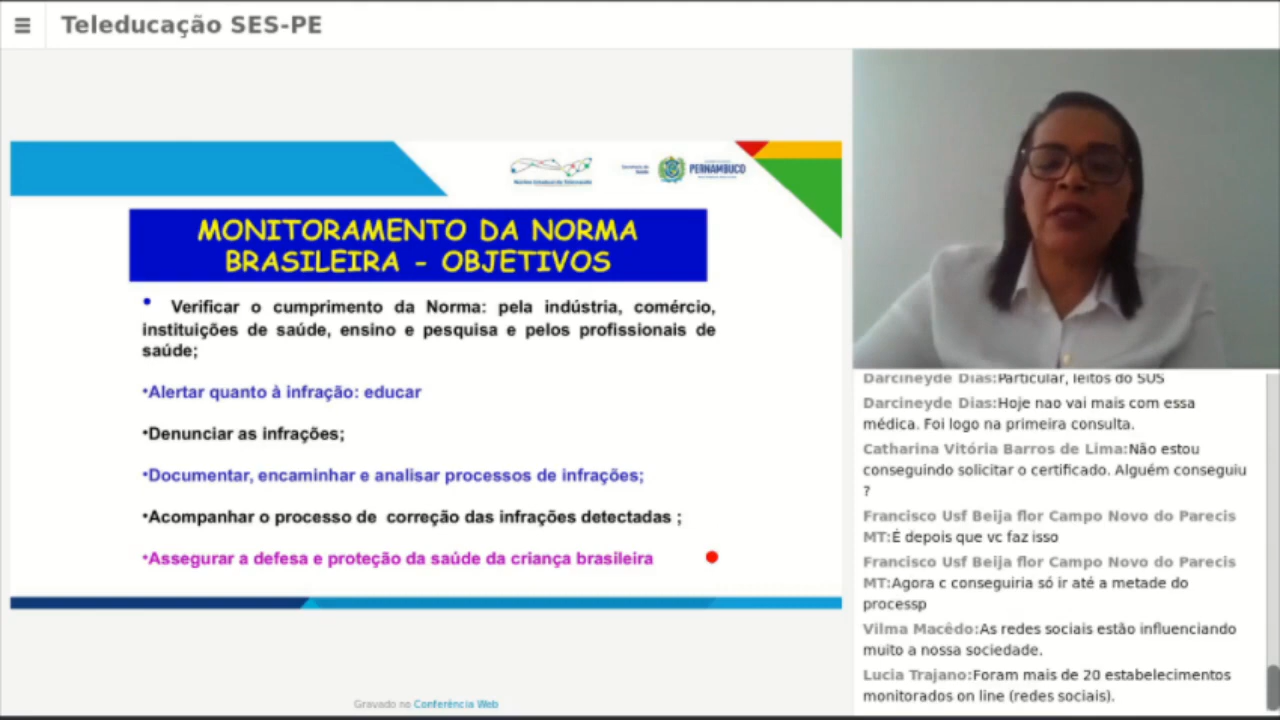 Teleducação SES-PE
Núcleo Estadual de Telessaúde
Secretaria de
Saúde
PERNAMBUCO
MONITORAMENTO DA NORMA
BRASILEIRA - OBJETIVOS
• Verificar o cumprimento da Norma: pela indústria, comércio,
instituições de saúde, ensino e pesquisa e pelos profissionais de
saúde;
•Alertar quanto à infração: educar
•Denunciar as infrações;
•Documentar, encaminhar e analisar processos de infrações;
•Acompanhar o processo de correção das infrações detectadas ;
•Assegurar a defesa e proteção da saúde da criança brasileira
Gravado no Conferência Web
Darcineyde Dias:Particular, leitos do SUS
Darcineyde Dias:Hoje nao vai mais com essa
médica. Foi logo na primeira consulta.
Catharina Vitória Barros de Lima:Não estou
conseguindo solicitar o certificado. Alguém conseguiu
?
Francisco Usf Beija flor Campo Novo do Parecis
MT:É depois que vc faz isso
Francisco Usf Beija flor Campo Novo do Parecis
MT:Agora c conseguiria só ir até a metade do
processp
Vilma Macêdo:As redes sociais estão influenciando
muito a nossa sociedade.
Lucia Trajano:Foram mais de 20 estabelecimentos
monitorados on line (redes sociais).